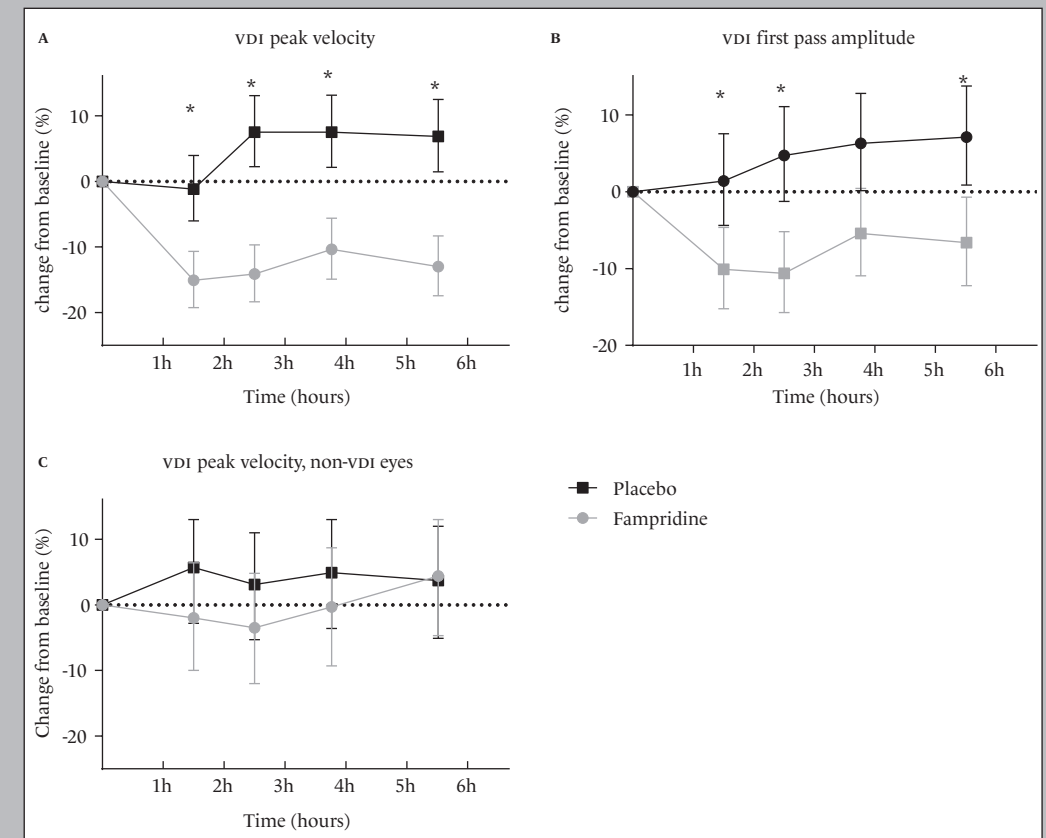 A
VDI peak velocity
change from baseline (%)
10
0
-10
-20
* * * *
1h 2h 3h 4h 5h 6h
Time (hours)
B
VDI first pass amplitude
change from baseline (%)
10
0
-10
-20
* * *
1h 2h 3h 4h 5h 6h
Time (hours)
C
VDI peak velocity, non-VDI eyes
Change from baseline (%)
10
0
-10
-20
1h 2h 3h 4h 5h 6h
Time (hours)
Placebo
Fampridine